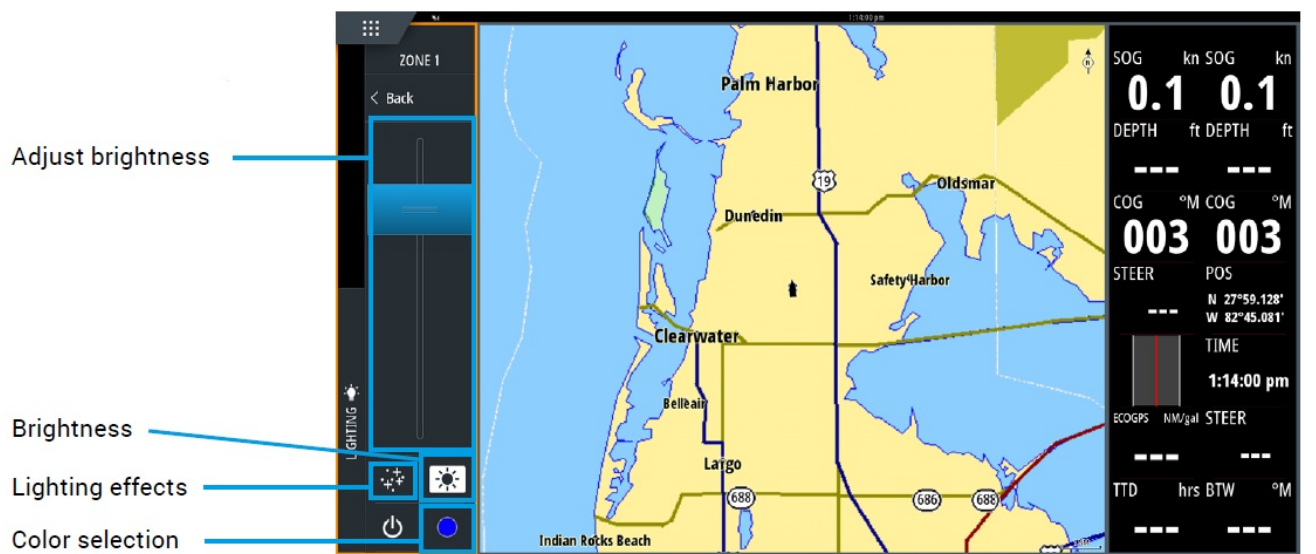 1:14:00 pm
ZONE 1
Back
Adjust brightness
LIGHTING
Brightness
Lighting effects
Color selection
Palm Harbor
19
Oldsmar
Dunedin
Safety Harbor
Clearwater
Belleair
Largo
688
686
688
Indian Rocks Beach
N
SOG kn SOG kn
0.1 0.1
DEPTH ft DEPTH ft
--- ---
COG °M COG °M
003 003
STEER POS
--- N 27°59.128'
W 82°45.081'
TIME
1:14:00 pm
ECOGPS NM/gal STEER
--- ---
TTD hrs BTW °M
--- ---